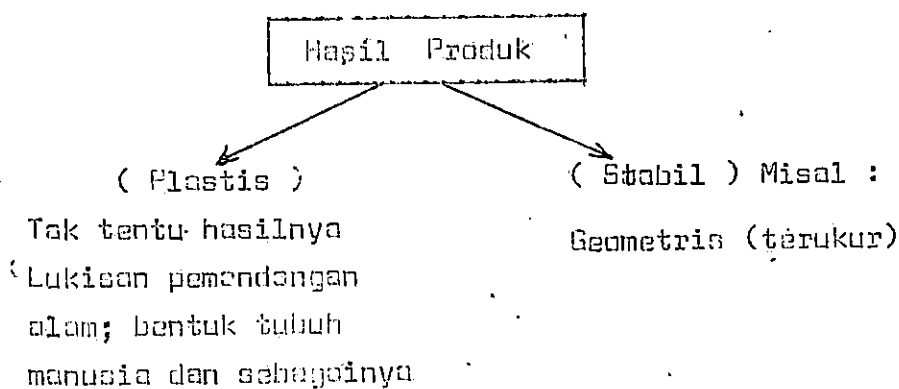 Hasil Produk
( Plastis )
Tak tentu hasilnya
Lukisan pemandangan
alam; bentuk tubuh
manusia dan sebagainya
( Stabil ) Misal :
Geometris (terukur)